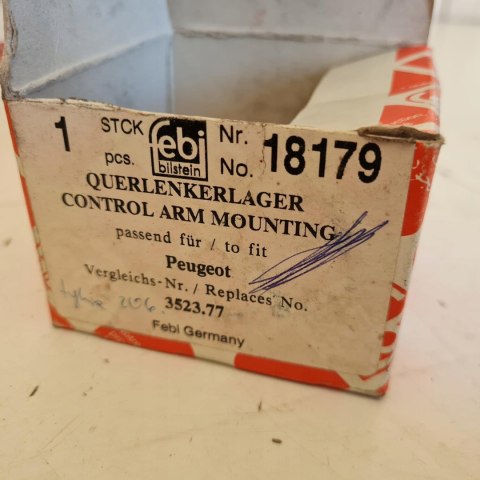 1 STCK pcs. febi bilstein Nr. No. 18179
QUERLENKERLAGER
CONTROL ARM MOUNTING
passend für / to fit
Peugeot
Vergleichs-Nr. / Replaces No.
206 3523.77
Febi Germany